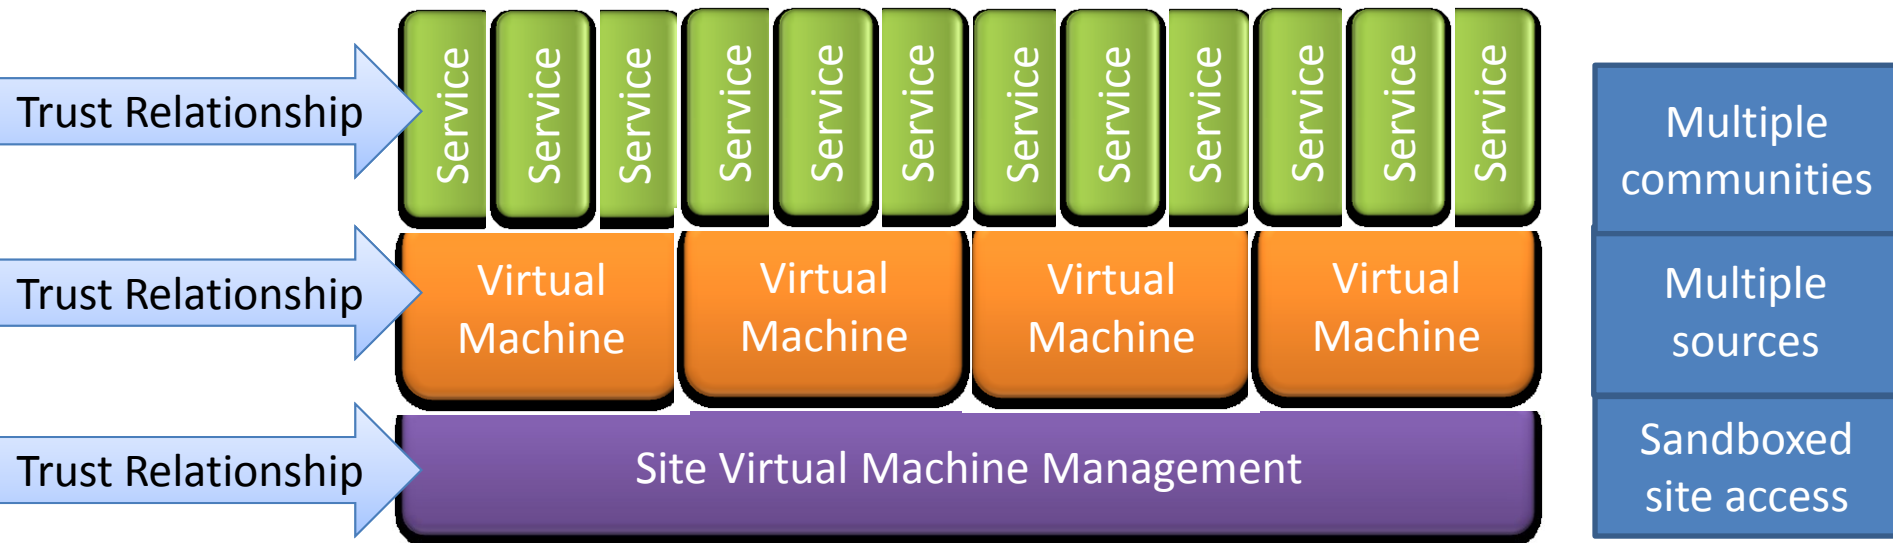 Trust Relationship
Service
Service
Service
Service
Service
Service
Service
Service
Service
Service
Service
Service
Multiple
communities
Trust Relationship
Virtual
Machine
Virtual
Machine
Virtual
Machine
Virtual
Machine
Multiple
sources
Trust Relationship
Site Virtual Machine Management
Sandboxed
site access